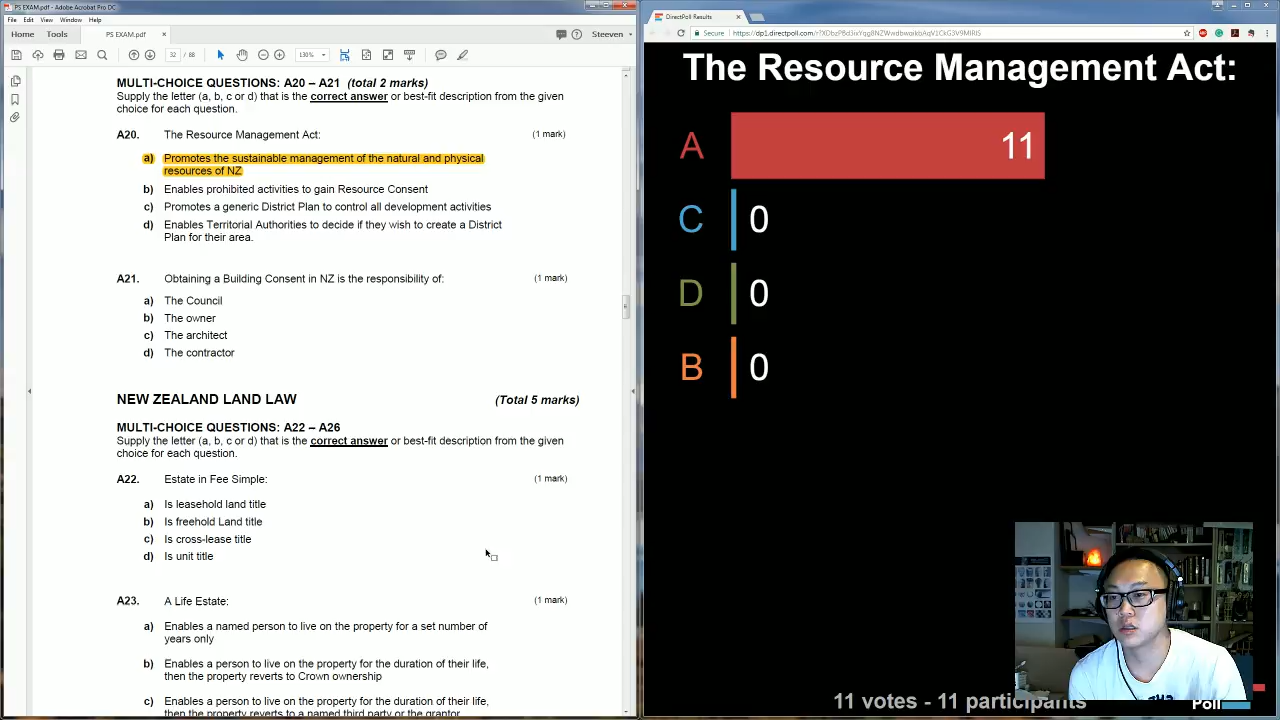 PS EXAM.pdf - Adobe Acrobat Pro DC
File Edit View Window Help
Home Tools PS EXAM.pdf × Steeven
32 / 88 130%
MULTI-CHOICE QUESTIONS: A20 – A21 (total 2 marks)
Supply the letter (a, b, c or d) that is the correct answer or best-fit description from the given
choice for each question.
A20. The Resource Management Act: (1 mark)
a) Promotes the sustainable management of the natural and physical
resources of NZ
b) Enables prohibited activities to gain Resource Consent
c) Promotes a generic District Plan to control all development activities
d) Enables Territorial Authorities to decide if they wish to create a District
Plan for their area.
A21. Obtaining a Building Consent in NZ is the responsibility of: (1 mark)
a) The Council
b) The owner
c) The architect
d) The contractor
NEW ZEALAND LAND LAW (Total 5 marks)
MULTI-CHOICE QUESTIONS: A22 – A26
Supply the letter (a, b, c or d) that is the correct answer or best-fit description from the given
choice for each question.
A22. Estate in Fee Simple: (1 mark)
a) Is leasehold land title
b) Is freehold Land title
c) Is cross-lease title
d) Is unit title
A23. A Life Estate: (1 mark)
a) Enables a named person to live on the property for a set number of
years only
b) Enables a person to live on the property for the duration of their life,
then the property reverts to Crown ownership
c) Enables a person to live on the property for the duration of their life,
then the property reverts to a named third party or the grantor
DirectPoll Results
Secure
The Resource Management Act:
A 11
C 0
D 0
B 0
11 votes - 11 participants
Poll